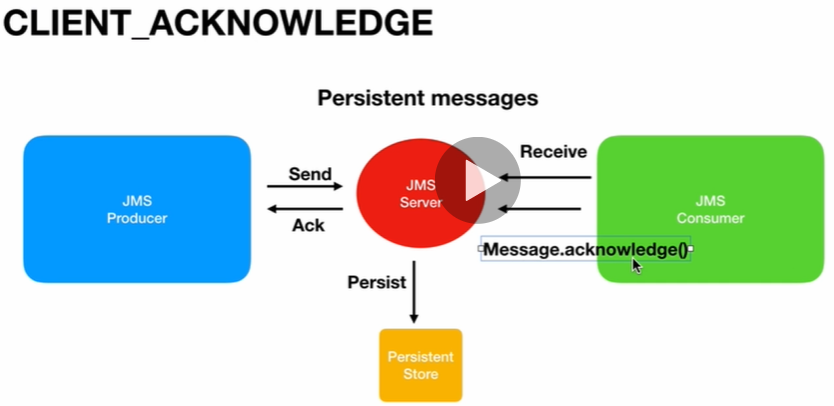 CLIENT_ACKNOWLEDGE
Persistent messages
JMS
Producer
Send
Ack
JMS
Server
Receive
Message.acknowledge()
JMS
Consumer
Persist
Persistent
Store